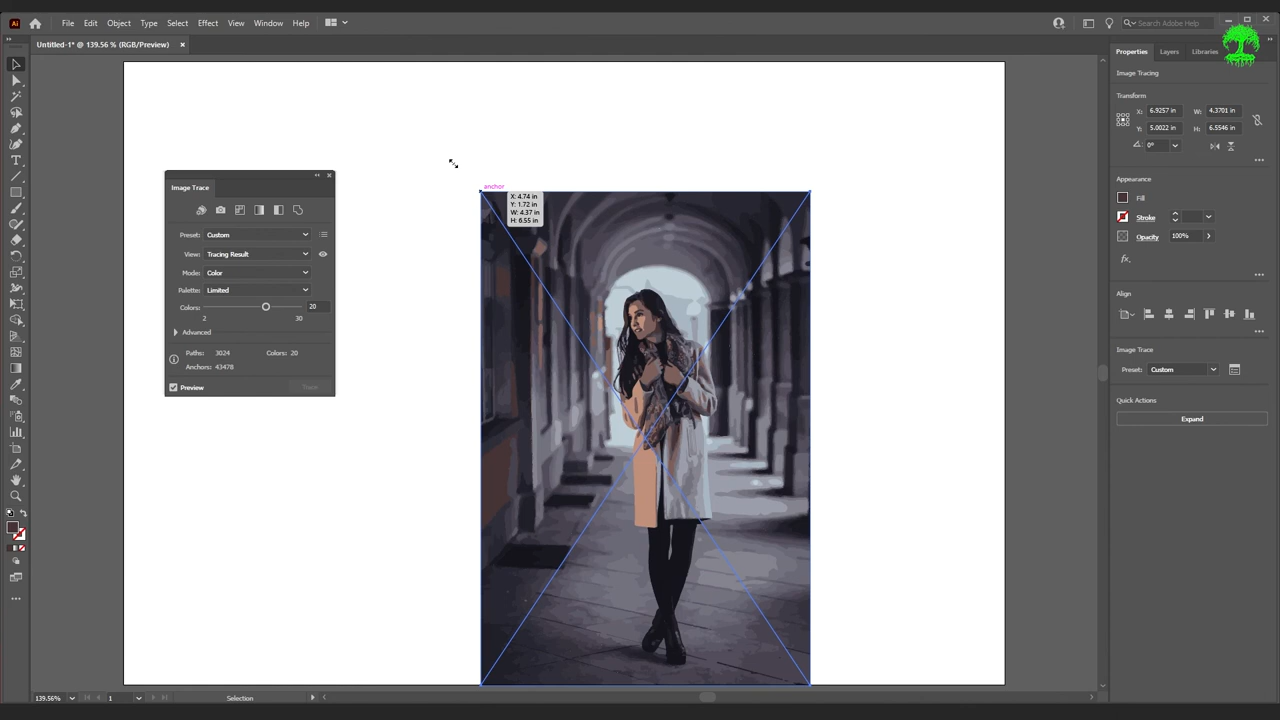 Ai File Edit Object Type Select Effect View Window Help Search Adobe Help
Untitled-1* @ 139.56 % (RGB/Preview) ×
Properties Layers Libraries
Image Tracing
Transform
X: 6.9257 in W: 4.3701 in
Y: 5.0022 in H: 6.5546 in
0°
Appearance
Fill
Stroke
Opacity 100%
fx.
Align
Image Trace
Preset: Custom
Quick Actions
Expand
Image Trace
Preset: Custom
View: Tracing Result
Mode: Color
Palette: Limited
Colors: 20
2 30
Advanced
Paths: 3024 Colors: 20
Anchors: 43478
Preview Trace
anchor
X: 4.74 in
Y: 1.72 in
W: 4.37 in
H: 6.55 in
139.56% 1 Selection